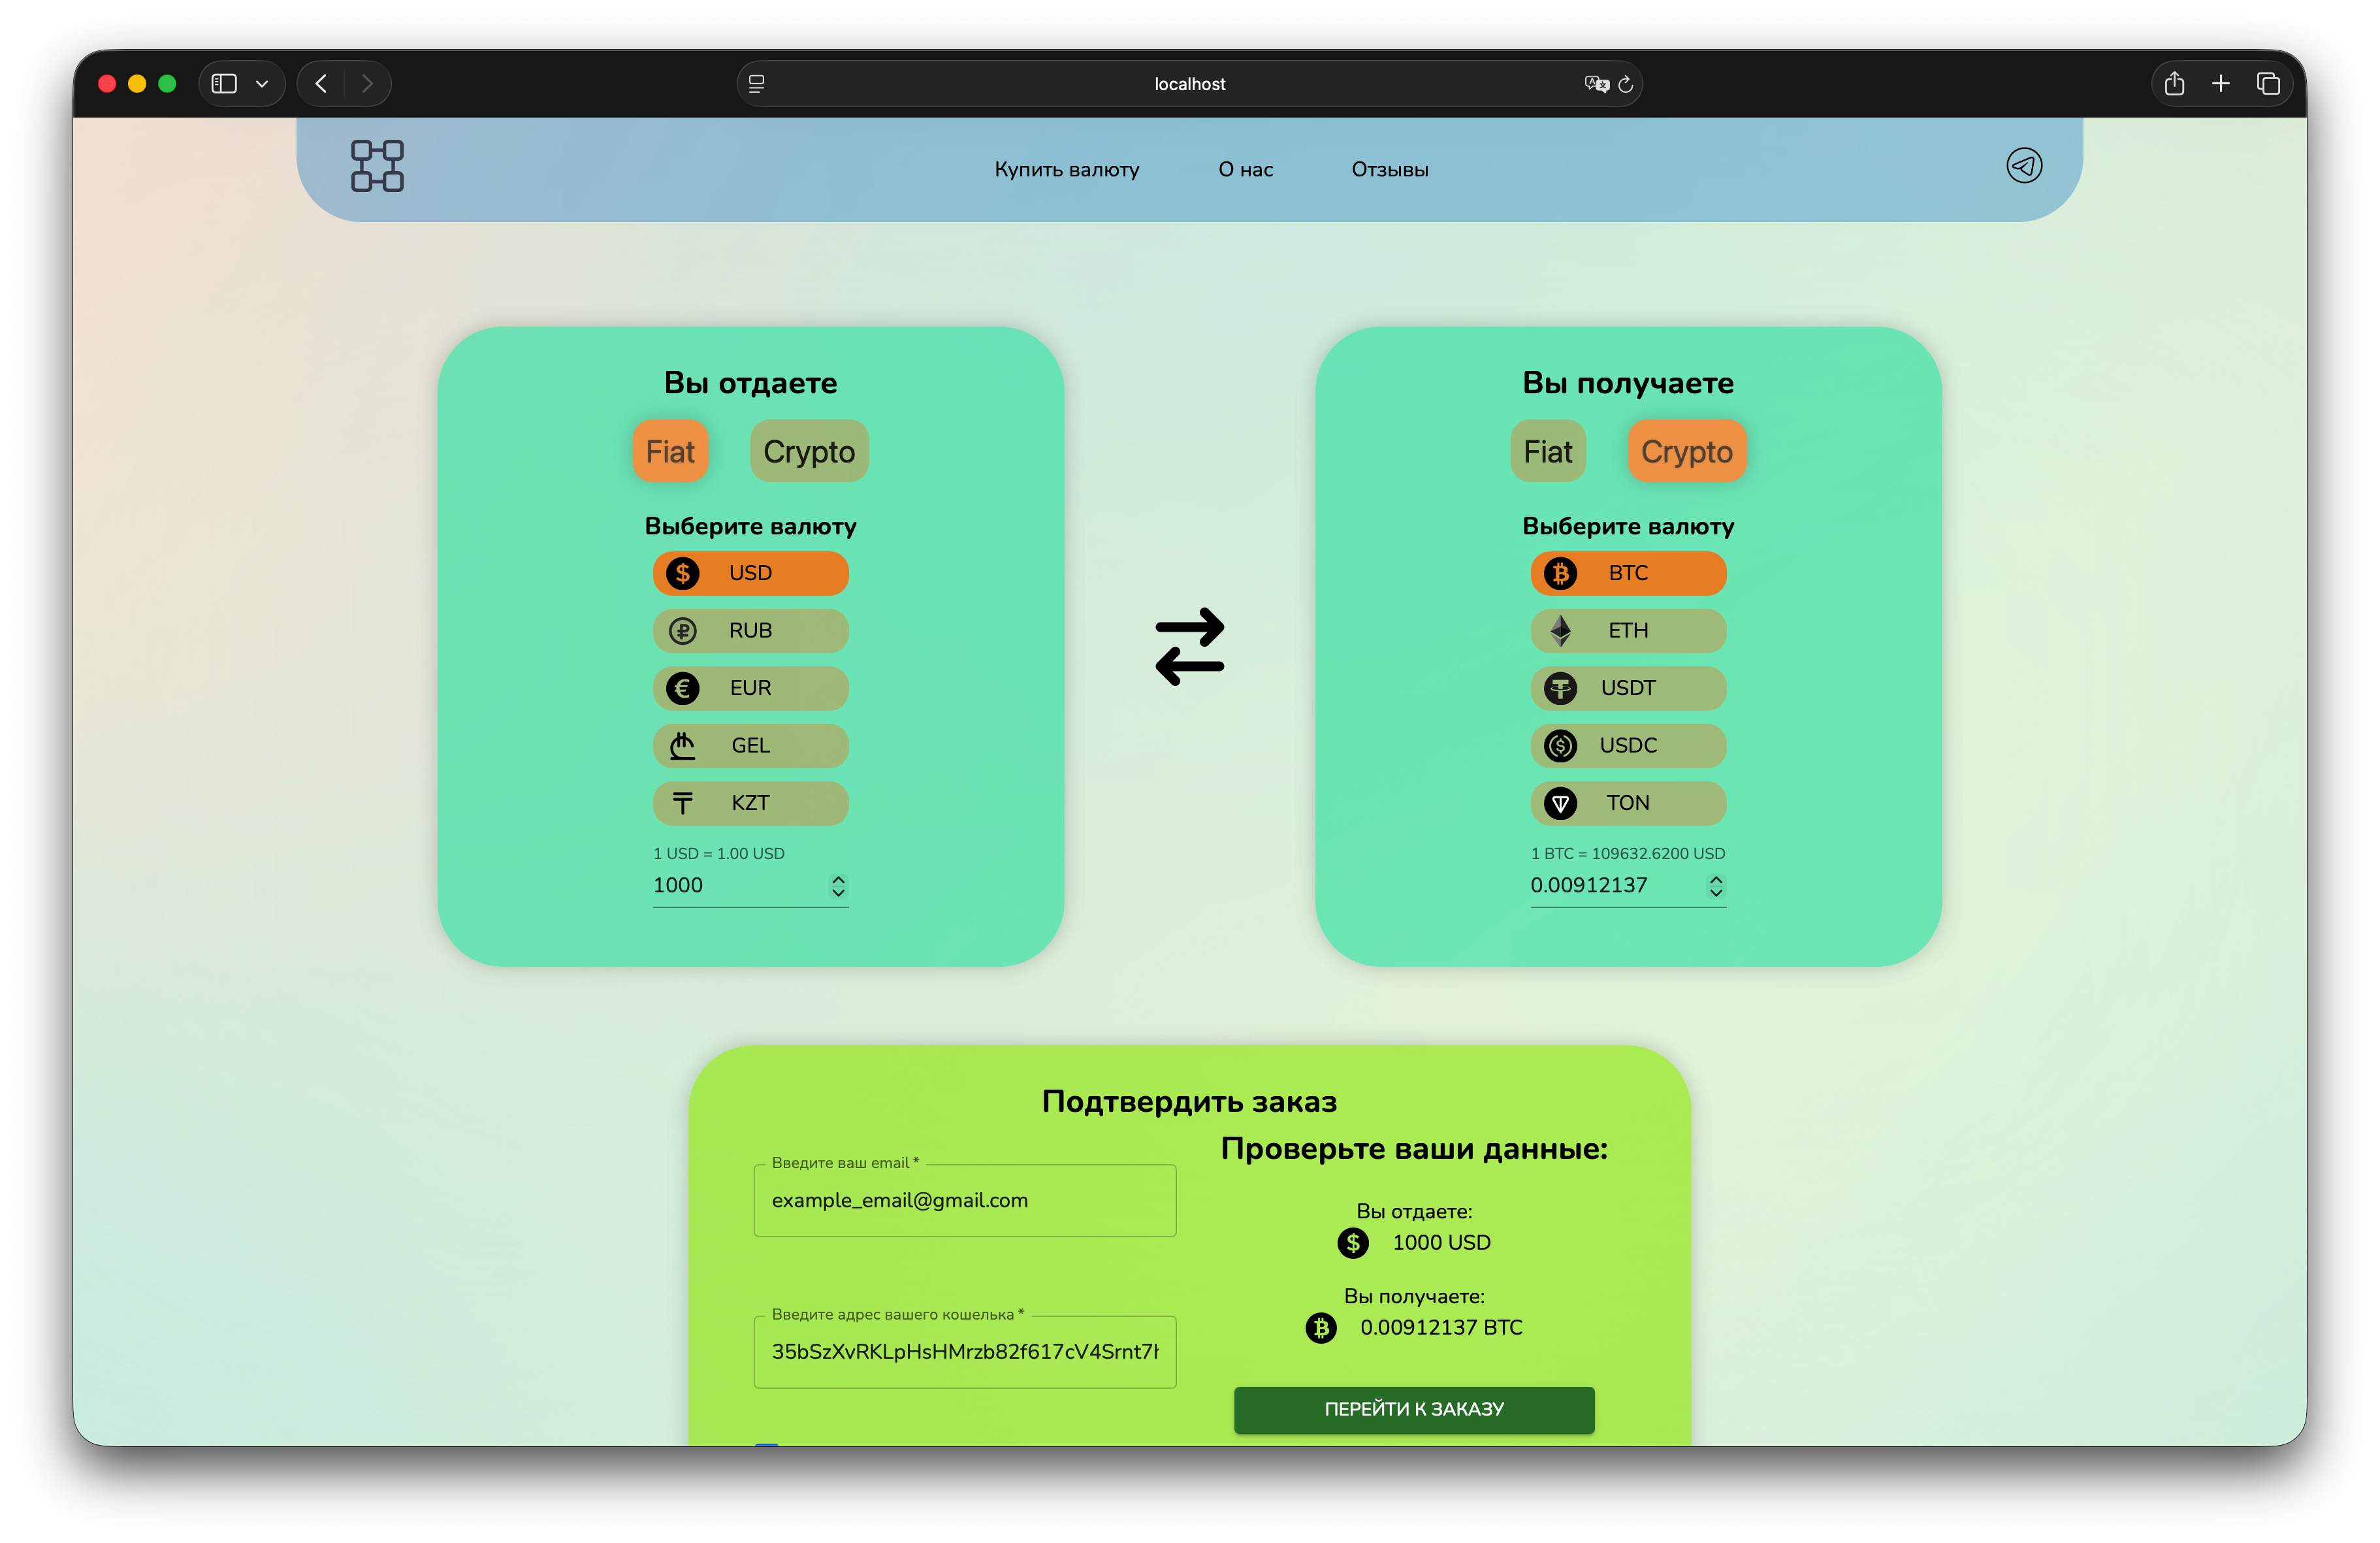 localhost
Купить валюту О нас Отзывы
Вы отдаете
Fiat Crypto
Выберите валюту
USD
RUB
EUR
GEL
KZT
1 USD = 1.00 USD
1000
Вы получаете
Fiat Crypto
Выберите валюту
BTC
ETH
USDT
USDC
TON
1 BTC = 109632.6200 USD
0.00912137
Подтвердить заказ
Введите ваш email *
example_email@gmail.com
Введите адрес вашего кошелька *
35bSzXvRKLpHsHMrzb82f617cV4Srnt7h
Проверьте ваши данные:
Вы отдаете:
1000 USD
Вы получаете:
0.00912137 BTC
ПЕРЕЙТИ К ЗАКАЗУ